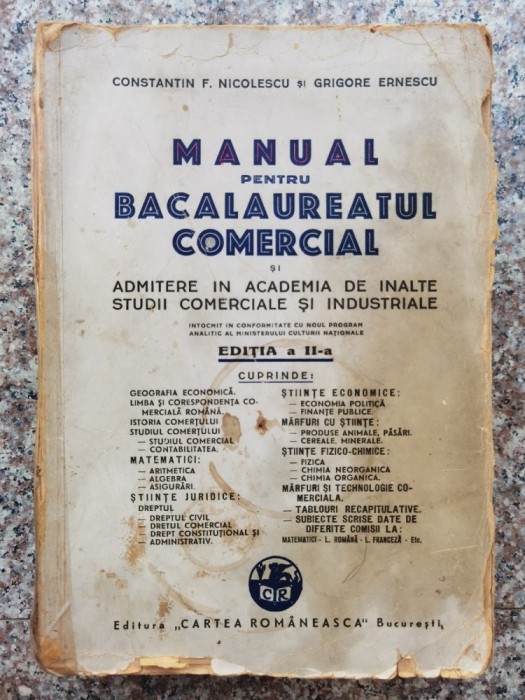 CONSTANTIN F. NICOLESCU ȘI GRIGORE ERNESCU
MANUAL
PENTRU
BACALAUREATUL
COMERCIAL
ȘI
ADMITERE IN ACADEMIA DE INALTE
STUDII COMERCIALE ȘI INDUSTRIALE
INTOCMIT IN CONFORMITATE CU NOUL PROGRAM
ANALITIC AL MINISTERULUI CULTURII NAȚIONALE
EDIȚIA a II-a
CUPRINDE:
GEOGRAFIA ECONOMICĂ.
LIMBA ȘI CORESPONDENȚA CO-
MERCIALĂ ROMÂNĂ.
ISTORIA COMERȚULUI
STUDIUL COMERȚULUI
— STUDIUL COMERCIAL
— CONTABILITATEA.
MATEMATICI:
— ARITMETICA
— ALGEBRA
— ASIGURĂRI.
ȘTIINȚE JURIDICE:
DREPTUL
— DREPTUL CIVIL
— DRETUL COMERCIAL
— DREPT CONSTITUȚIONAL ȘI
— ADMINISTRATIV.
ȘTIINȚE ECONOMICE:
— ECONOMIA POLITICĂ
— FINANȚE PUBLICE.
MĂRFURI CU ȘTIINȚE:
— PRODUSE ANIMALE, PĂSĂRI.
— CEREALE, MINERALE.
ȘTIINȚE FIZICO-CHIMICE:
— FIZICA
— CHIMIA NEORGANICA
— CHIMIA ORGANICA.
MĂRFURI ȘI TECHNOLOGIE CO-
MERCIALA.
— TABLOURI RECAPITULATIVE.
— SUBIECTE SCRISE DATE DE
DIFERITE COMISII LA:
MATEMATICI - L. ROMÂNĂ - L. FRANCEZĂ - Etc.
CR
Editura „CARTEA ROMÂNEASCA" București,